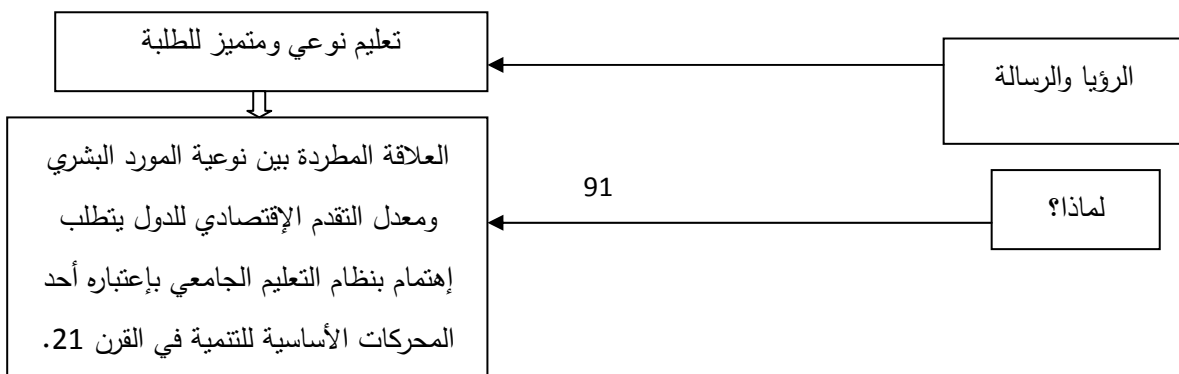 الرؤيا والرسالة
تعليم نوعي ومتميز للطلبة
لماذا؟
91
العلاقة المطردة بين نوعية المورد البشري
ومعدل التقدم الإقتصادي للدول يتطلب
إهتمام بنظام التعليم الجامعي بإعتباره أحد
المحركات الأساسية للتنمية في القرن 21.